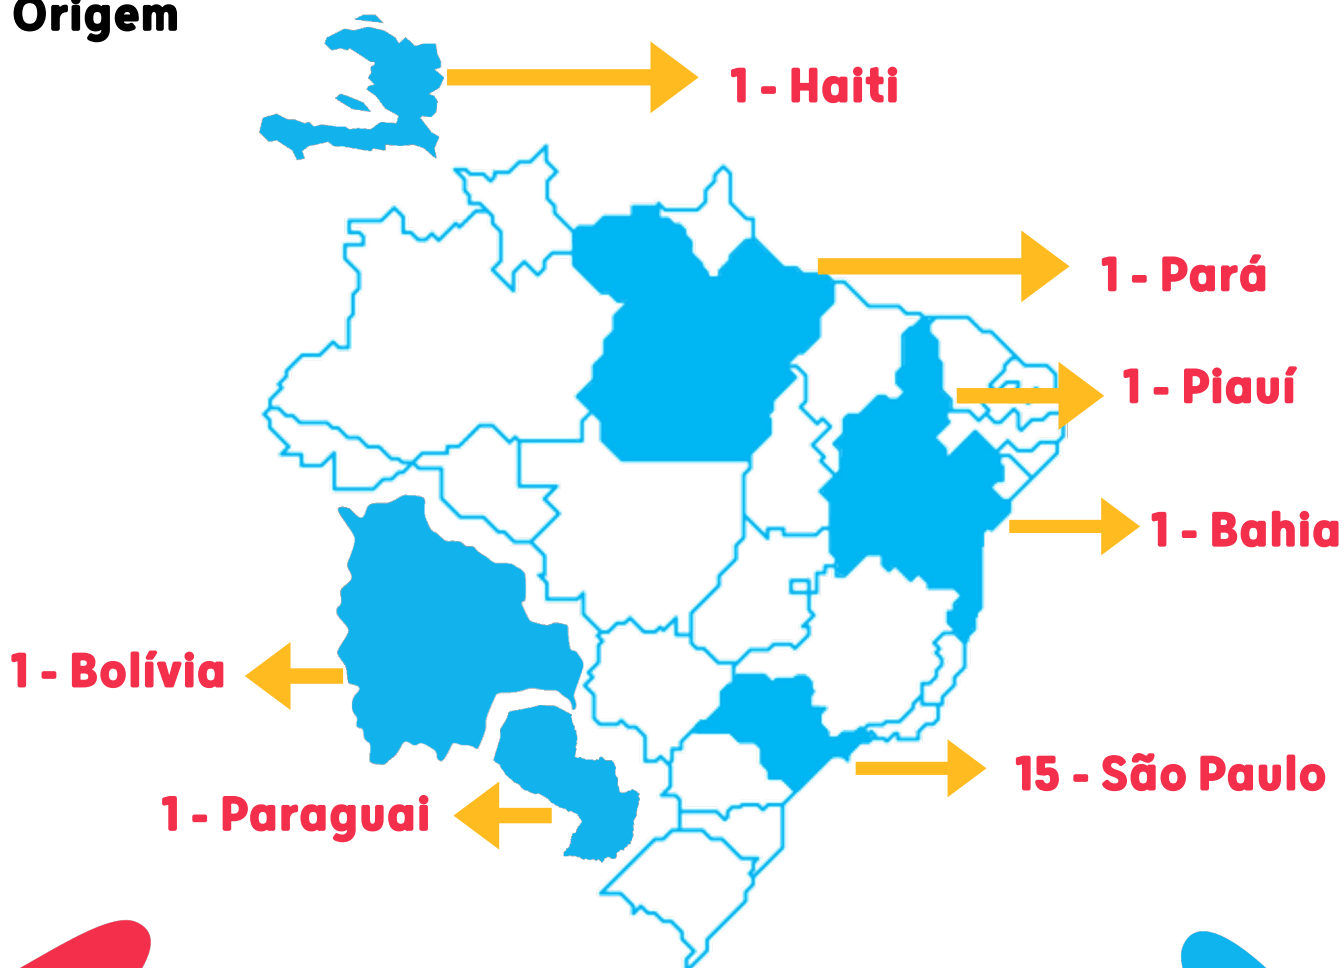 Origem
1 - Haiti
1 - Pará
1 - Piauí
1 - Bahia
1 - Bolívia
15 - São Paulo
1 - Paraguai